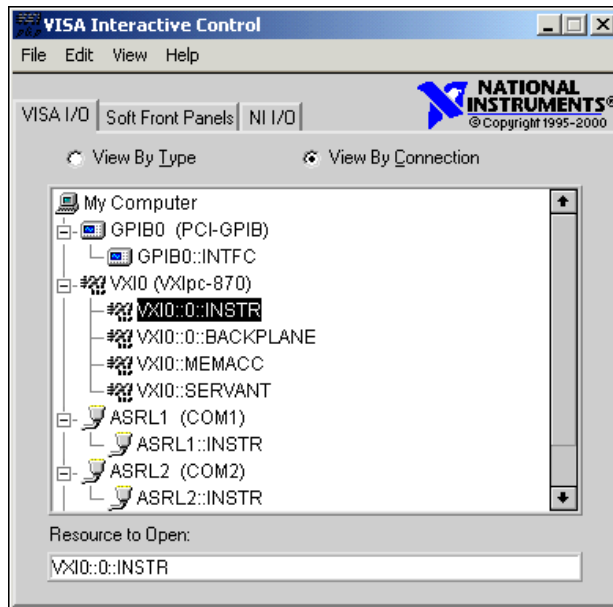 VISA Interactive Control
File Edit View Help
NATIONAL
INSTRUMENTS®
© Copyright 1995-2000
VISA I/O Soft Front Panels NI I/O
View By Type View By Connection
My Computer
GPIB0 (PCI-GPIB)
GPIB0::INTFC
VXI0 (VXIpc-870)
VXI0::0::INSTR
VXI0::0::BACKPLANE
VXI0::MEMACC
VXI0::SERVANT
ASRL1 (COM1)
ASRL1::INSTR
ASRL2 (COM2)
ASRL2::INSTR
Resource to Open:
VXI0::0::INSTR